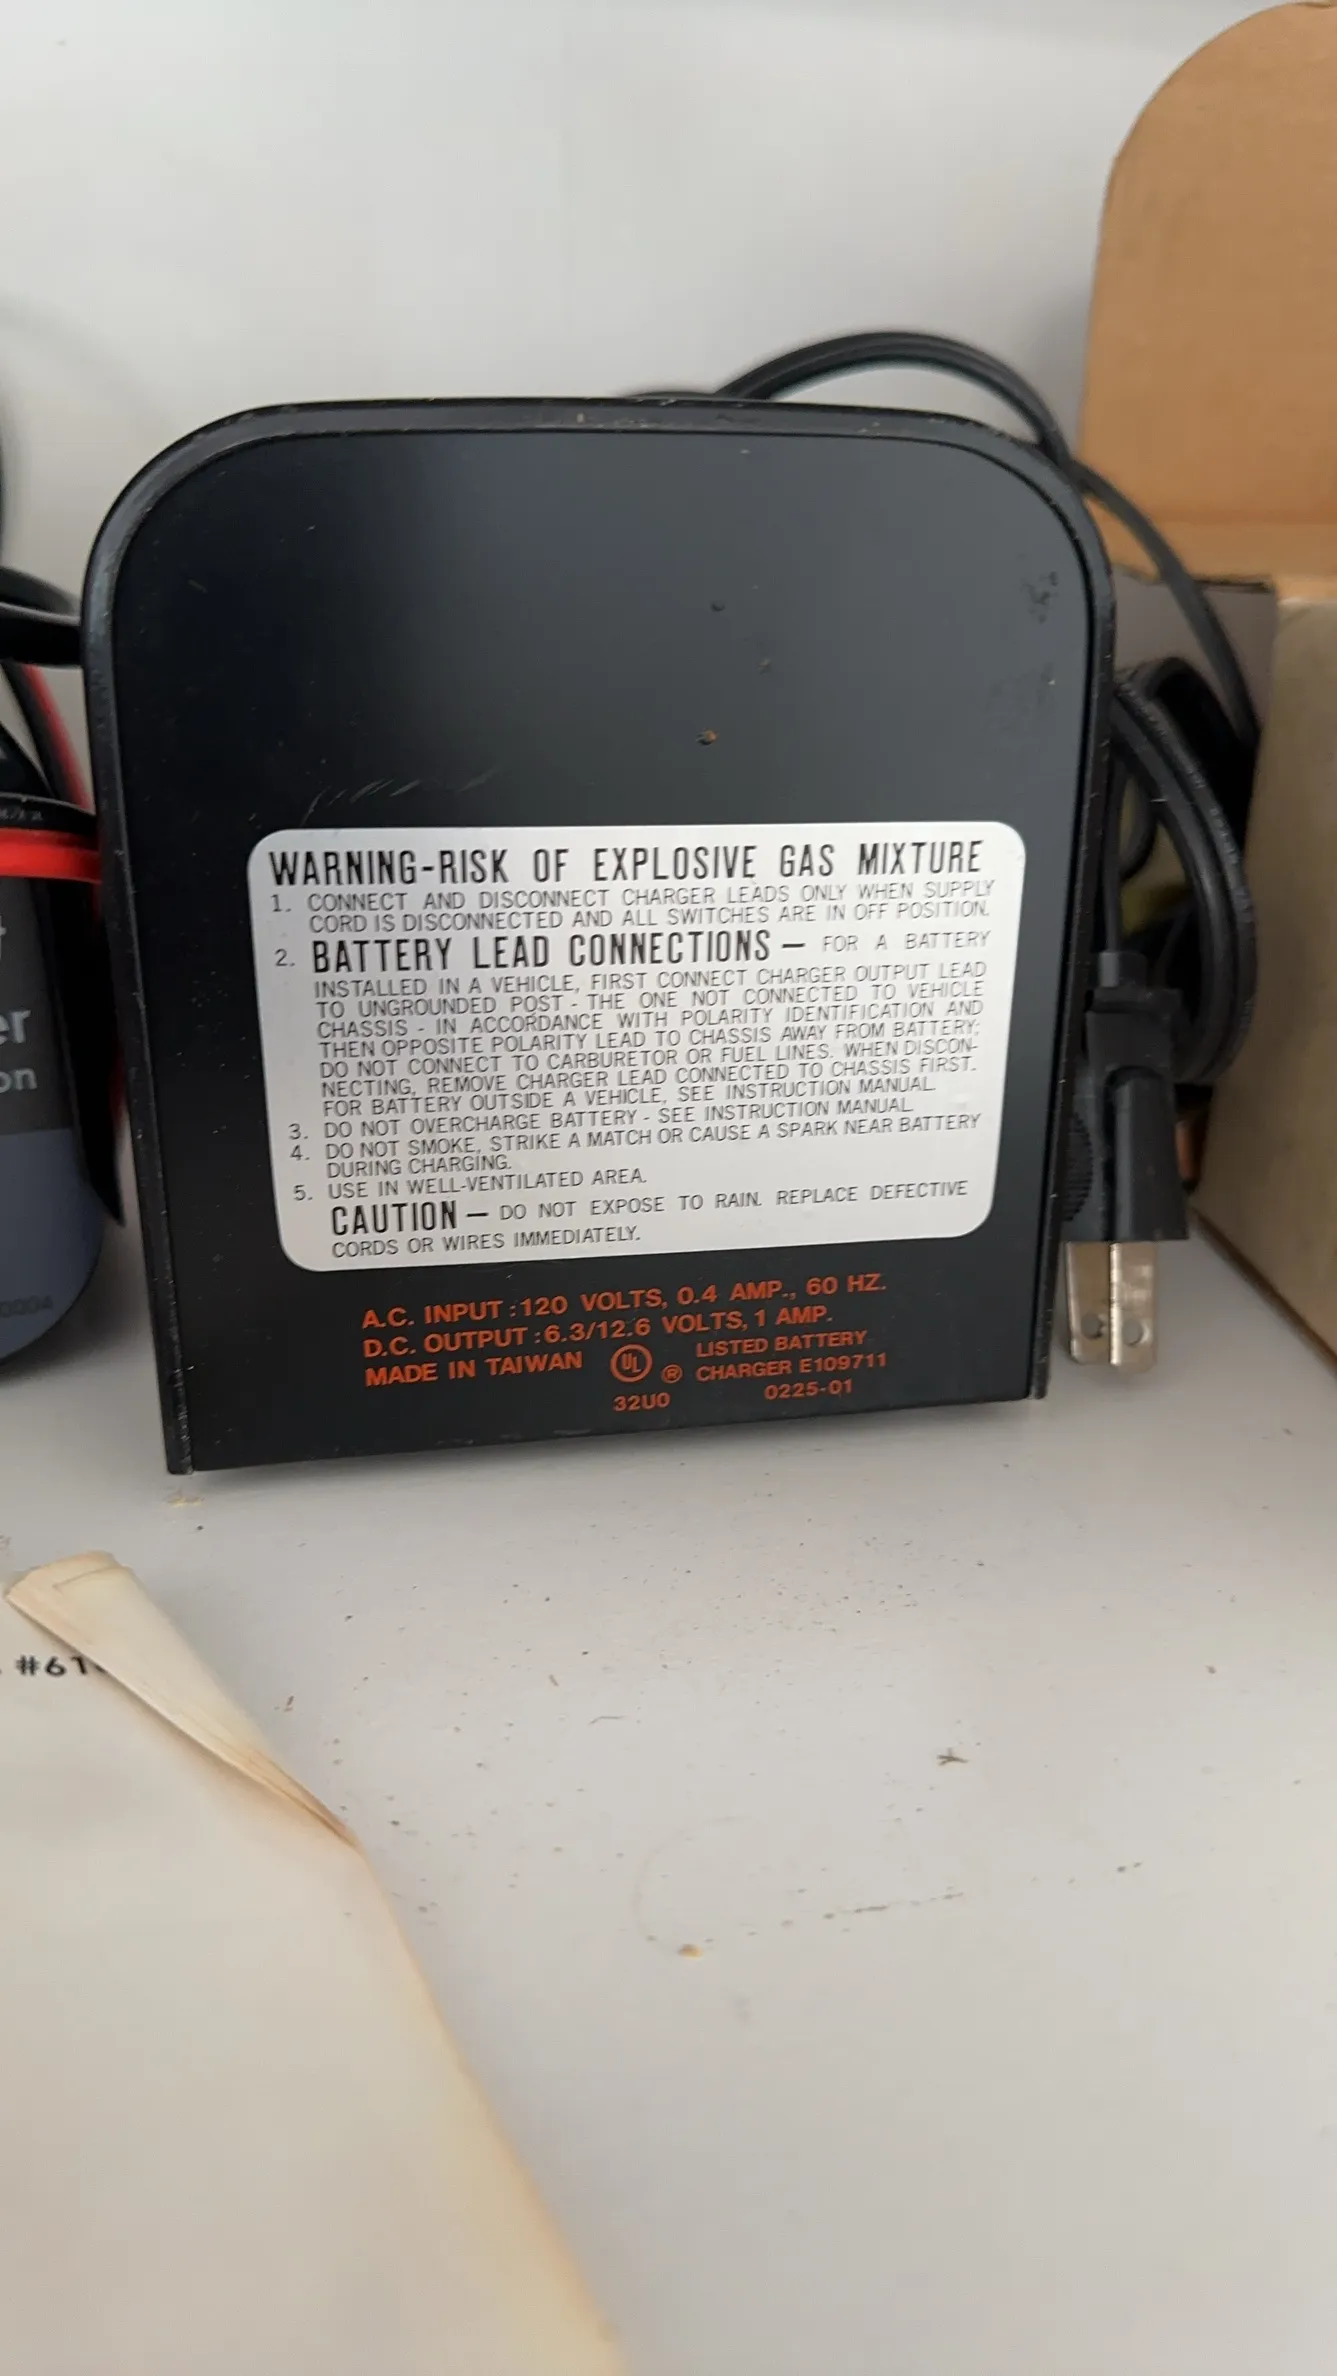 WARNING-RISK OF EXPLOSIVE GAS MIXTURE
1. CONNECT AND DISCONNECT CHARGER LEADS ONLY WHEN SUPPLY
CORD IS DISCONNECTED AND ALL SWITCHES ARE IN OFF POSITION.
2. BATTERY LEAD CONNECTIONS — FOR A BATTERY
INSTALLED IN A VEHICLE, FIRST CONNECT CHARGER OUTPUT LEAD
TO UNGROUNDED POST - THE ONE NOT CONNECTED TO VEHICLE
CHASSIS - IN ACCORDANCE WITH POLARITY IDENTIFICATION AND
THEN OPPOSITE POLARITY LEAD TO CHASSIS AWAY FROM BATTERY;
DO NOT CONNECT TO CARBURETOR OR FUEL LINES. WHEN DISCON-
NECTING, REMOVE CHARGER LEAD CONNECTED TO CHASSIS FIRST.
FOR BATTERY OUTSIDE A VEHICLE, SEE INSTRUCTION MANUAL.
3. DO NOT OVERCHARGE BATTERY - SEE INSTRUCTION MANUAL.
4. DO NOT SMOKE, STRIKE A MATCH OR CAUSE A SPARK NEAR BATTERY
DURING CHARGING.
5. USE IN WELL-VENTILATED AREA.
CAUTION — DO NOT EXPOSE TO RAIN. REPLACE DEFECTIVE
CORDS OR WIRES IMMEDIATELY.
A.C. INPUT : 120 VOLTS, 0.4 AMP., 60 HZ.
D.C. OUTPUT : 6.3/12.6 VOLTS, 1 AMP.
MADE IN TAIWAN UL ® LISTED BATTERY
CHARGER E109711
32U0 0225-01
er
on
0004
#61